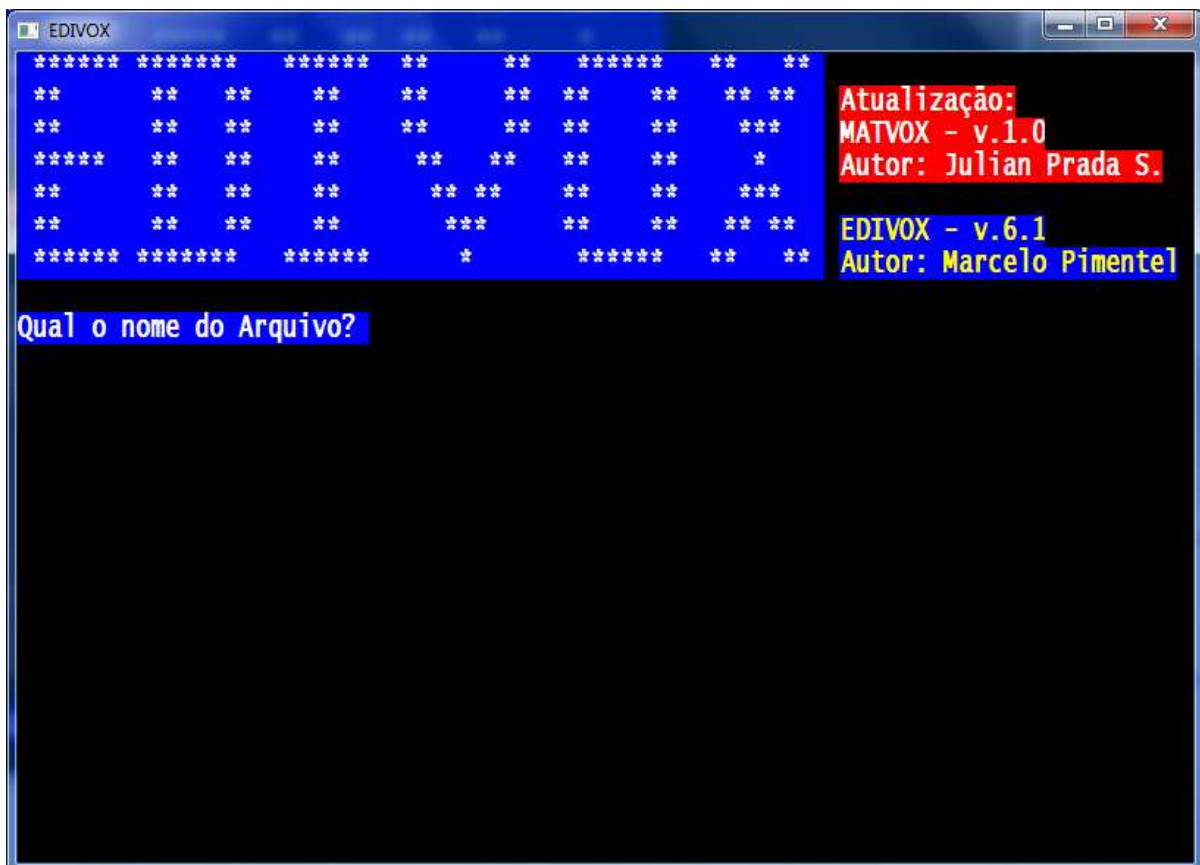 EDIVOX
****** ******* ****** ** ** ****** ** **
** ** ** ** ** ** ** ** ** **
** ** ** ** ** ** ** ** ***
***** ** ** ** ** ** ** ** *
** ** ** ** ** ** ** ** ***
** ** ** ** *** ** ** ** **
****** ******* ****** * ****** ** **
Atualização:
MATVOX - v.1.0
Autor: Julian Prada S.
EDIVOX - v.6.1
Autor: Marcelo Pimentel
Qual o nome do Arquivo?